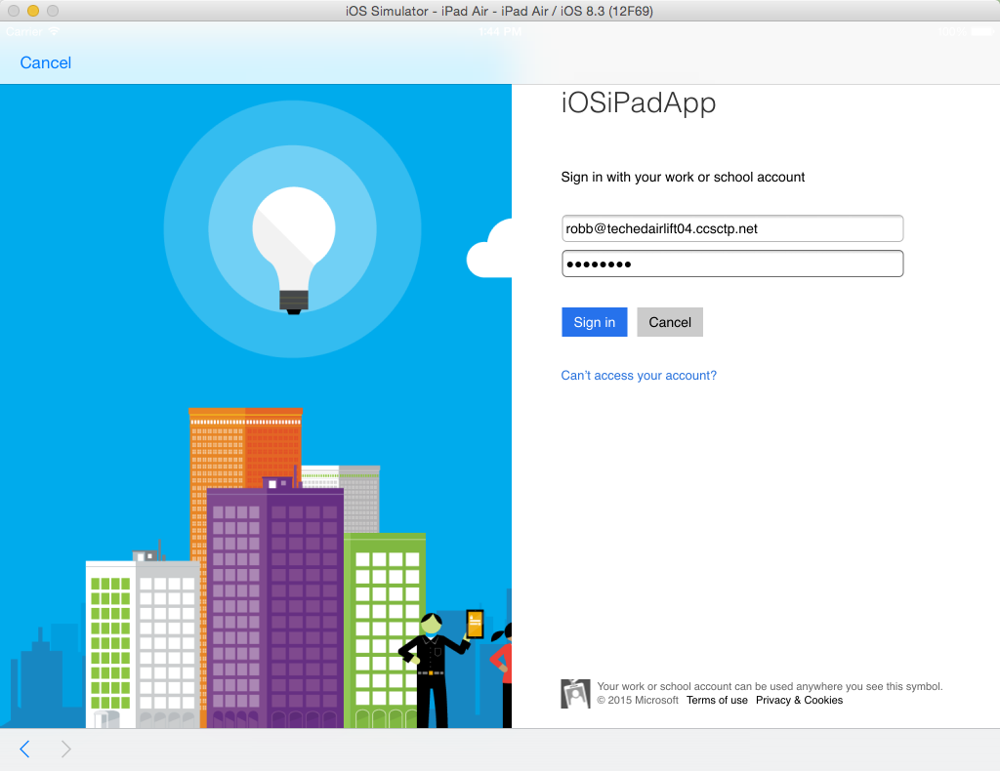 iOS Simulator - iPad Air - iPad Air / iOS 8.3 (12F69)
Carrier
1:44 PM
100%
Cancel
iOSiPadApp
Sign in with your work or school account
robb@techedairlift04.ccsctp.net
••••••••
Sign in
Cancel
Can't access your account?
Your work or school account can be used anywhere you see this symbol.
© 2015 Microsoft
Terms of use
Privacy & Cookies